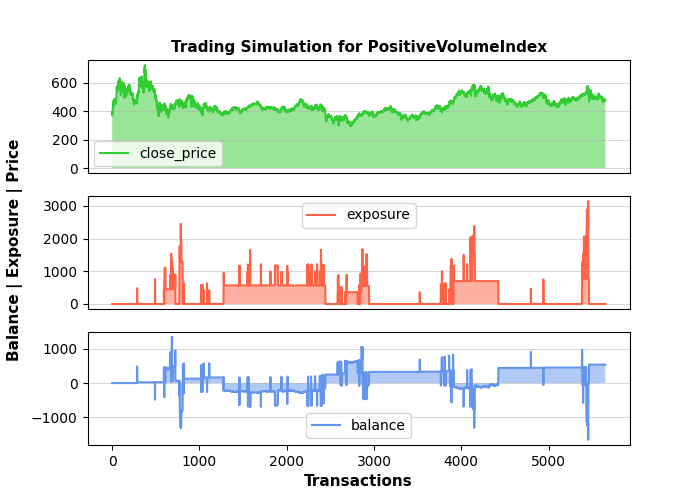 Trading Simulation for PositiveVolumeIndex
600
400
200
0
close_price
3000
2000
1000
0
exposure
1000
0
−1000
balance
0
1000
2000
3000
4000
5000
Transactions
Balance | Exposure | Price